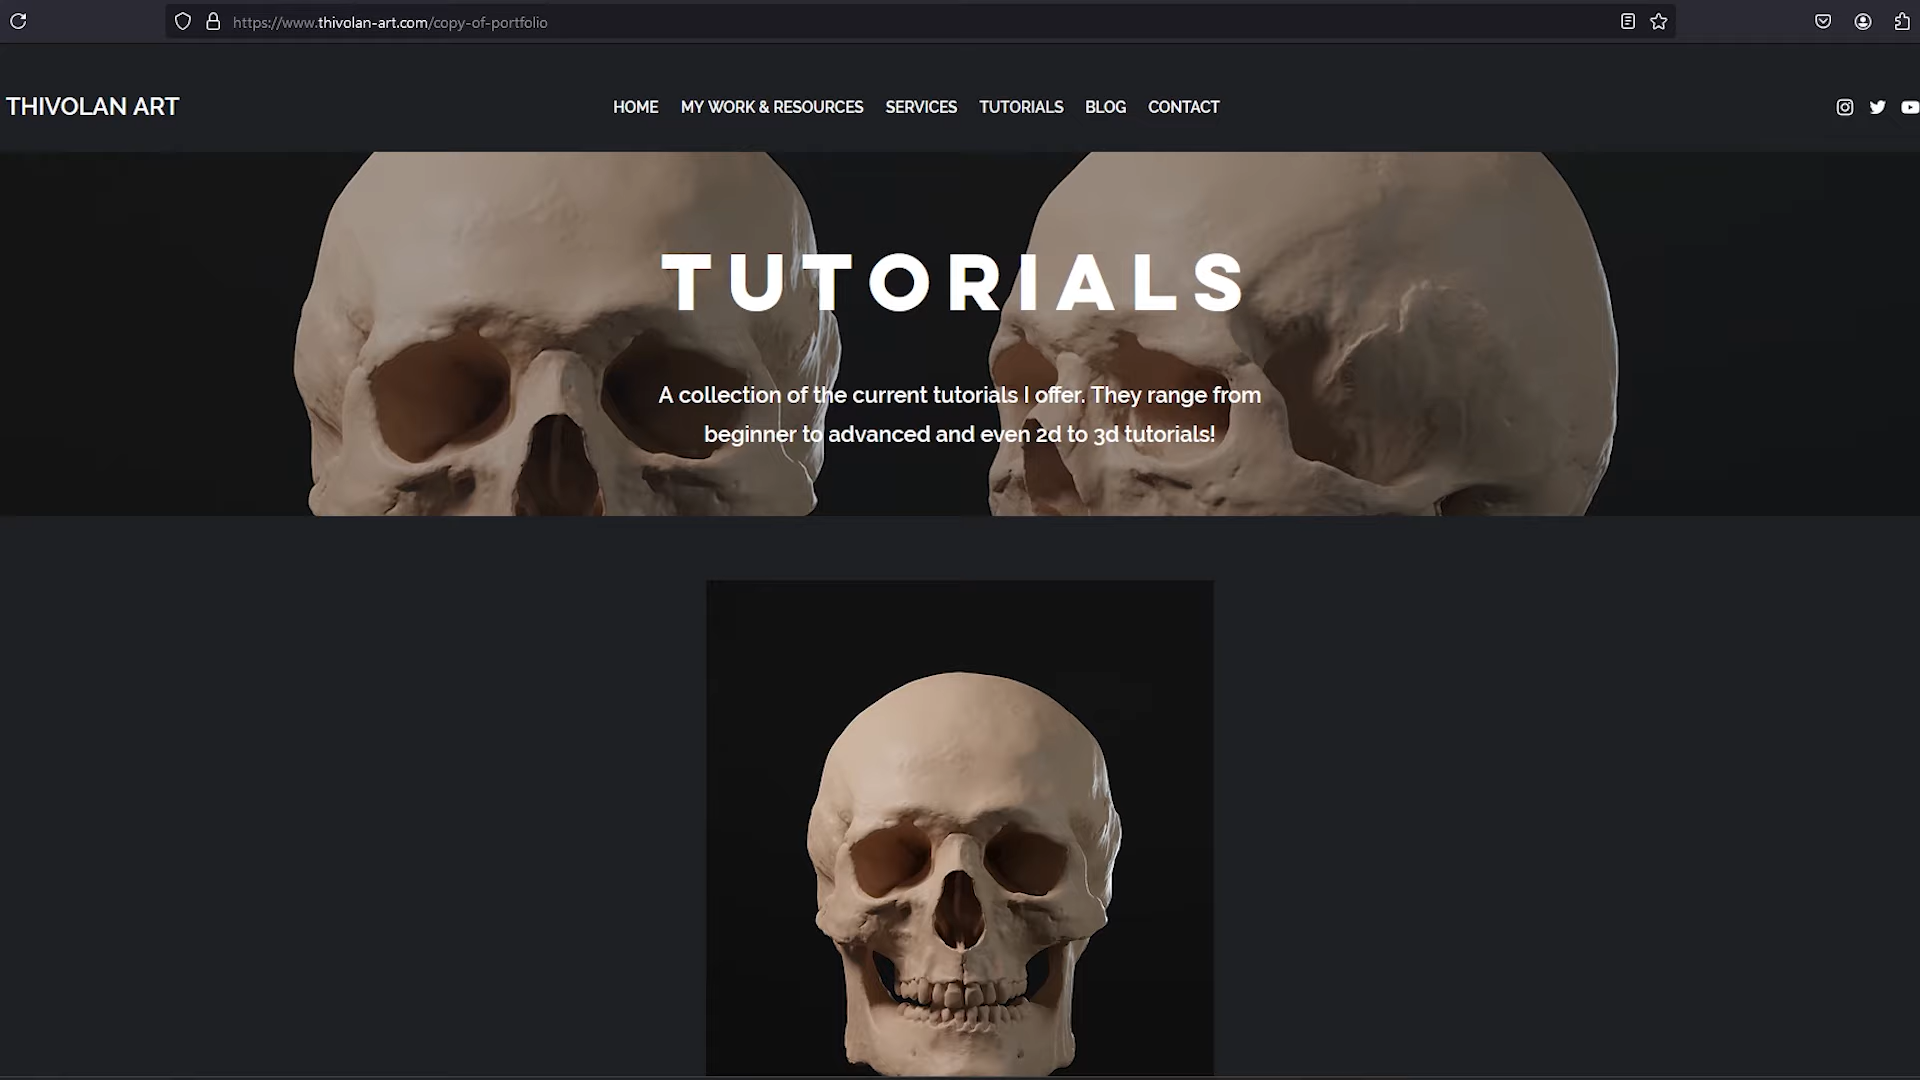 https://www.thivolan-art.com/copy-of-portfolio
THIVOLAN ART
HOME MY WORK & RESOURCES SERVICES TUTORIALS BLOG CONTACT
TUTORIALS
A collection of the current tutorials I offer. They range from
beginner to advanced and even 2d to 3d tutorials!